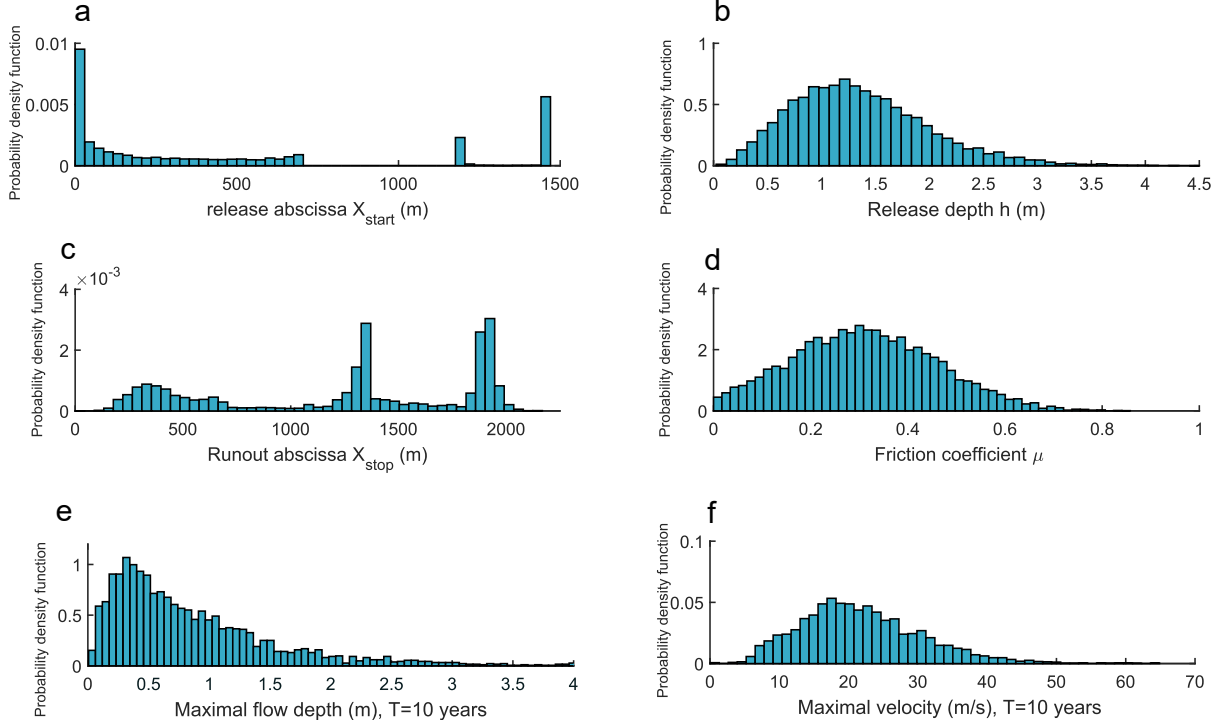 a
Probability density function
0.01
0.005
0
0 500 1000 1500
release abscissa X_start (m)
b
Probability density function
1
0.5
0
0 0.5 1 1.5 2 2.5 3 3.5 4 4.5
Release depth h (m)
c
Probability density function
×10^-3
4
2
0
0 500 1000 1500 2000
Runout abscissa X_stop (m)
d
Probability density function
4
2
0
0 0.2 0.4 0.6 0.8 1
Friction coefficient μ
e
Probability density function
1
0.5
0
0 0.5 1 1.5 2 2.5 3 3.5 4
Maximal flow depth (m), T=10 years
f
Probability density function
0.1
0.05
0
0 10 20 30 40 50 60 70
Maximal velocity (m/s), T=10 years